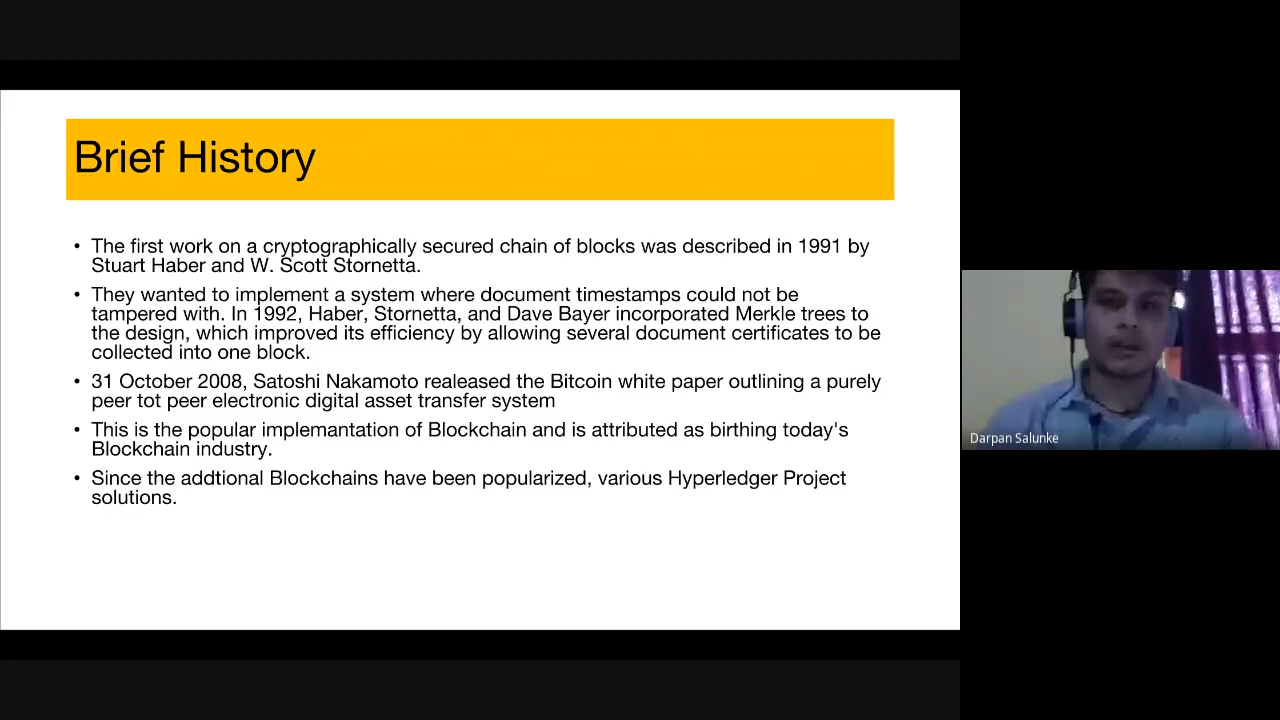 Brief History
• The first work on a cryptographically secured chain of blocks was described in 1991 by
Stuart Haber and W. Scott Stornetta.
• They wanted to implement a system where document timestamps could not be
tampered with. In 1992, Haber, Stornetta, and Dave Bayer incorporated Merkle trees to
the design, which improved its efficiency by allowing several document certificates to be
collected into one block.
• 31 October 2008, Satoshi Nakamoto realeased the Bitcoin white paper outlining a purely
peer tot peer electronic digital asset transfer system
• This is the popular implemantation of Blockchain and is attributed as birthing today's
Blockchain industry.
• Since the addtional Blockchains have been popularized, various Hyperledger Project
solutions.
Darpan Salunke